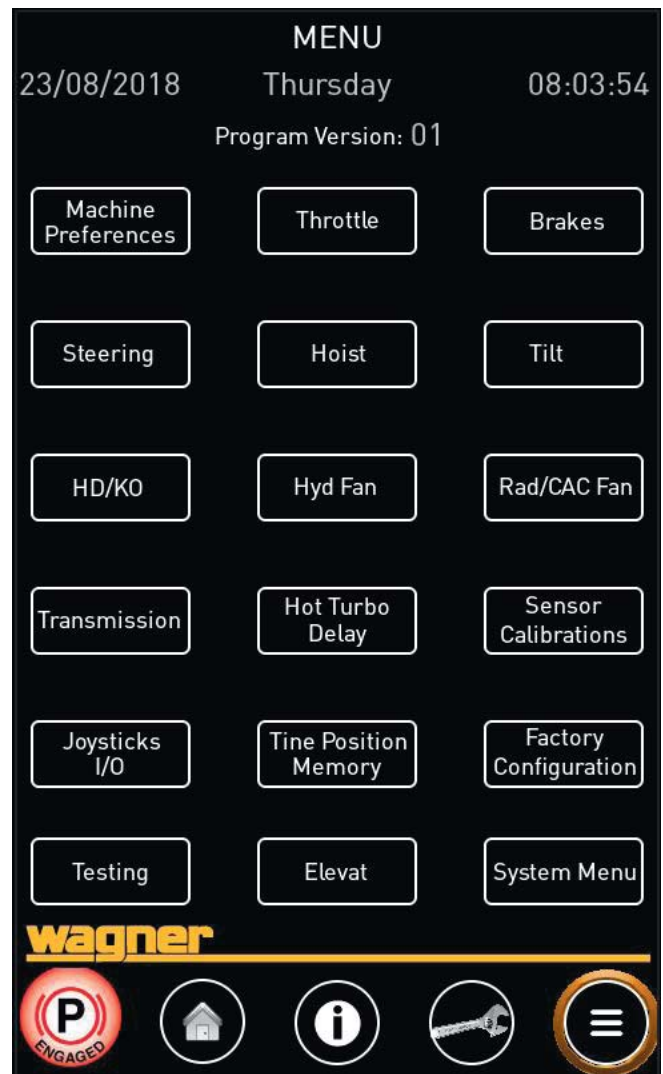 MENU
23/08/2018 Thursday 08:03:54
Program Version: 01
Machine
Preferences
Throttle
Brakes
Steering
Hoist
Tilt
HD/KO
Hyd Fan
Rad/CAC Fan
Transmission
Hot Turbo
Delay
Sensor
Calibrations
Joysticks
I/O
Tine Position
Memory
Factory
Configuration
Testing
Elevat
System Menu
wagner
P
ENGAGED
i